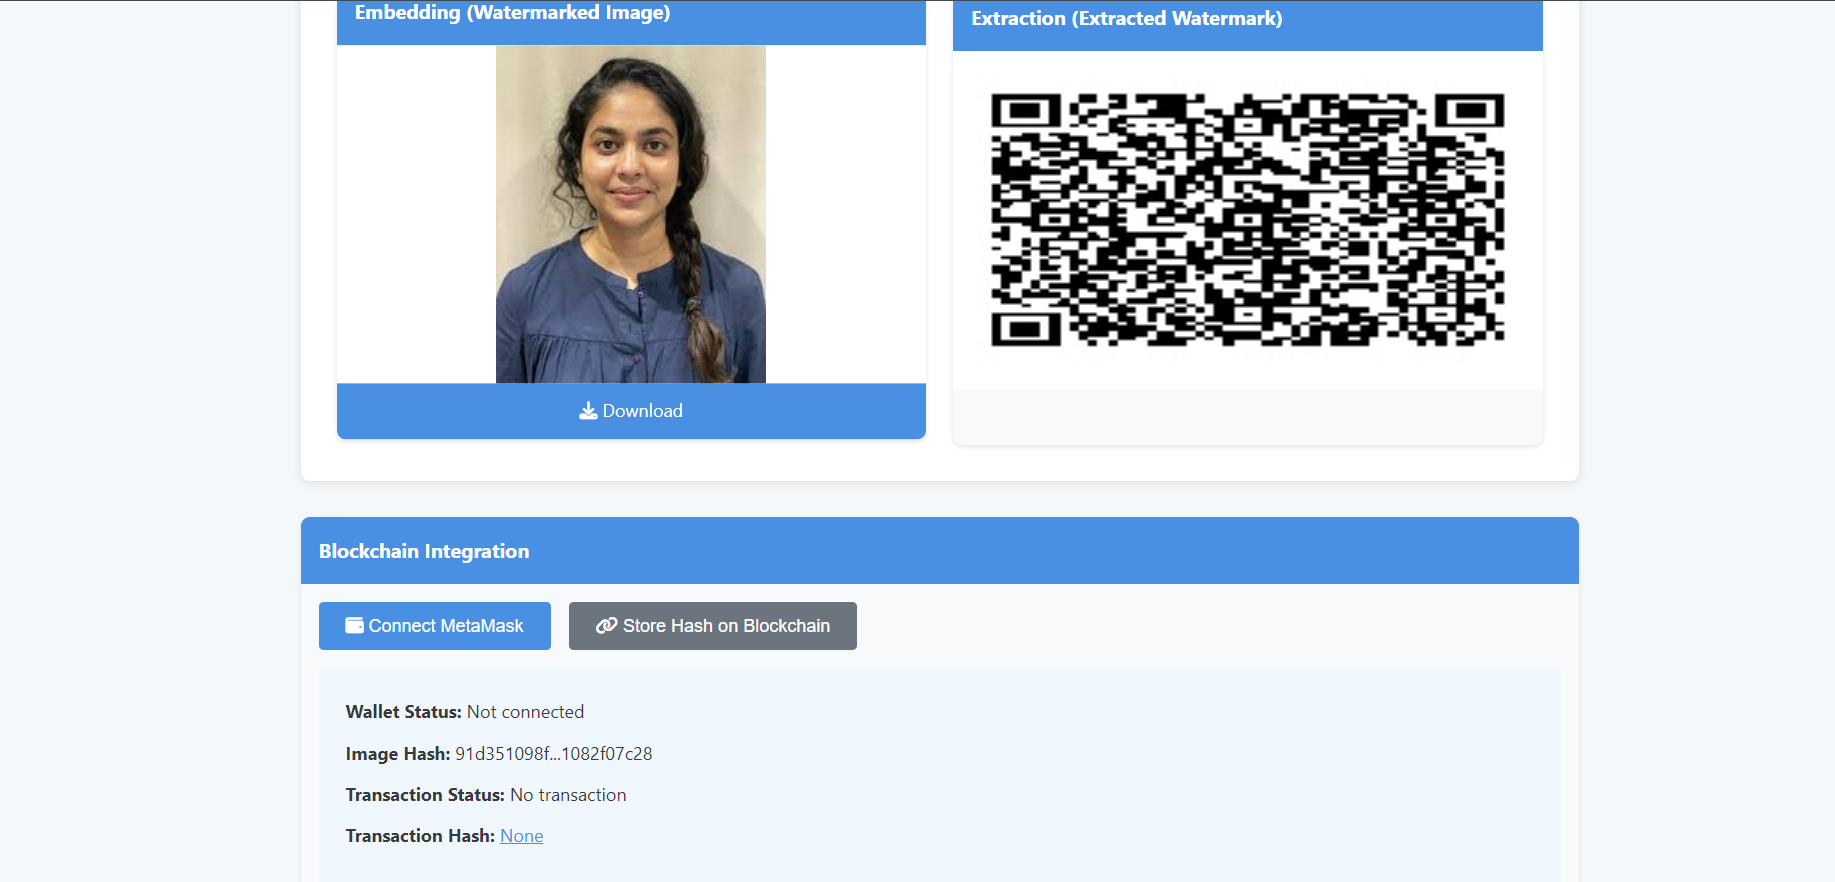 Embedding (Watermarked Image)
Extraction (Extracted Watermark)
Download
Blockchain Integration
Connect MetaMask
Store Hash on Blockchain
Wallet Status: Not connected
Image Hash: 91d351098f...1082f07c28
Transaction Status: No transaction
Transaction Hash: None